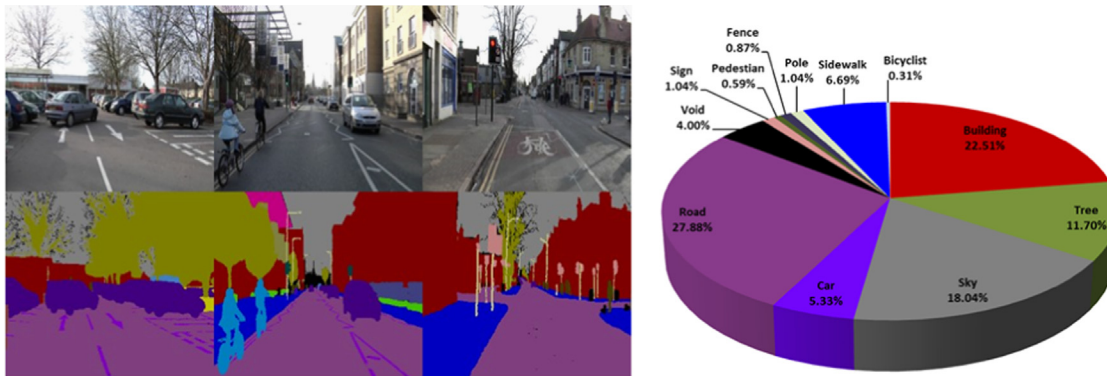 Fence
0.87%
Pole
1.04%
Sidewalk
6.69%
Bicyclist
0.31%
Sign
1.04%
Pedestian
0.59%
Void
4.00%
Building
22.51%
Tree
11.70%
Road
27.88%
Car
5.33%
Sky
18.04%